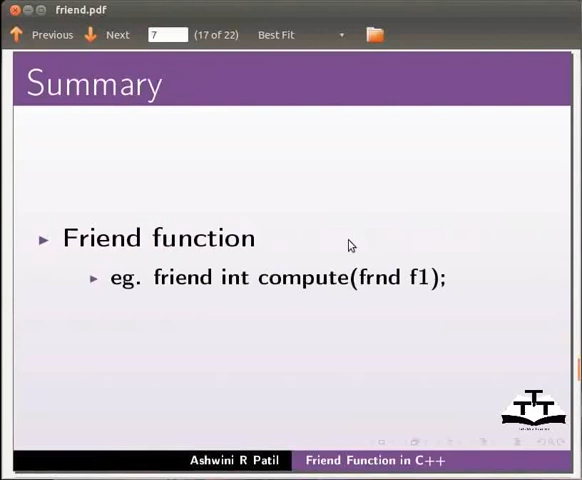 friend.pdf
Previous Next 7 (17 of 22) Best Fit
Summary
Friend function
eg. friend int compute(frnd f1);
TTT
Ashwini R Patil Friend Function in C++